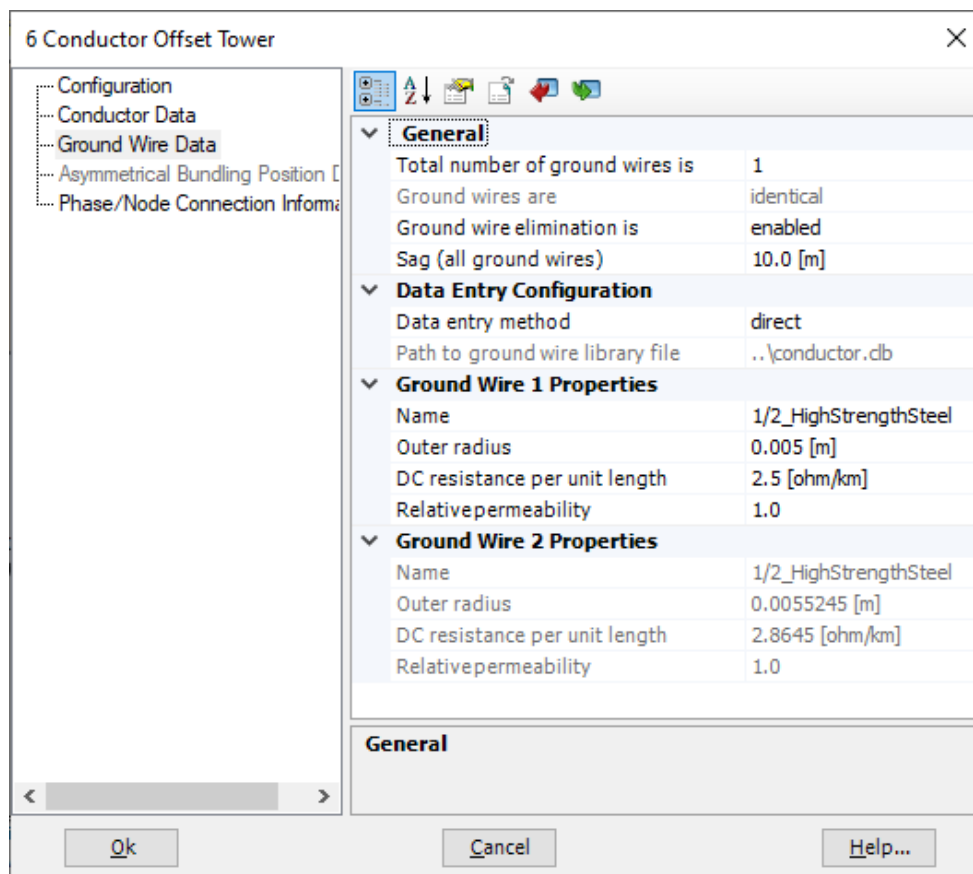 6 Conductor Offset Tower
Configuration
Conductor Data
Ground Wire Data
Asymmetrical Bundling Position D
Phase/Node Connection Informa
General
Total number of ground wires is 1
Ground wires are identical
Ground wire elimination is enabled
Sag (all ground wires) 10.0 [m]
Data Entry Configuration
Data entry method direct
Path to ground wire library file ..\conductor.clb
Ground Wire 1 Properties
Name 1/2_HighStrengthSteel
Outer radius 0.005 [m]
DC resistance per unit length 2.5 [ohm/km]
Relative permeability 1.0
Ground Wire 2 Properties
Name 1/2_HighStrengthSteel
Outer radius 0.0055245 [m]
DC resistance per unit length 2.8645 [ohm/km]
Relative permeability 1.0
General
Ok Cancel Help...